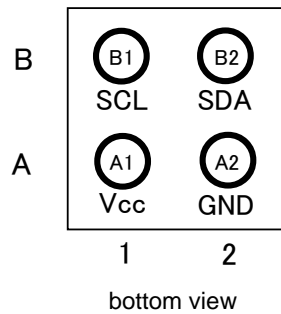 B B1 B2
SCL SDA
A A1 A2
Vcc GND
1 2
bottom view